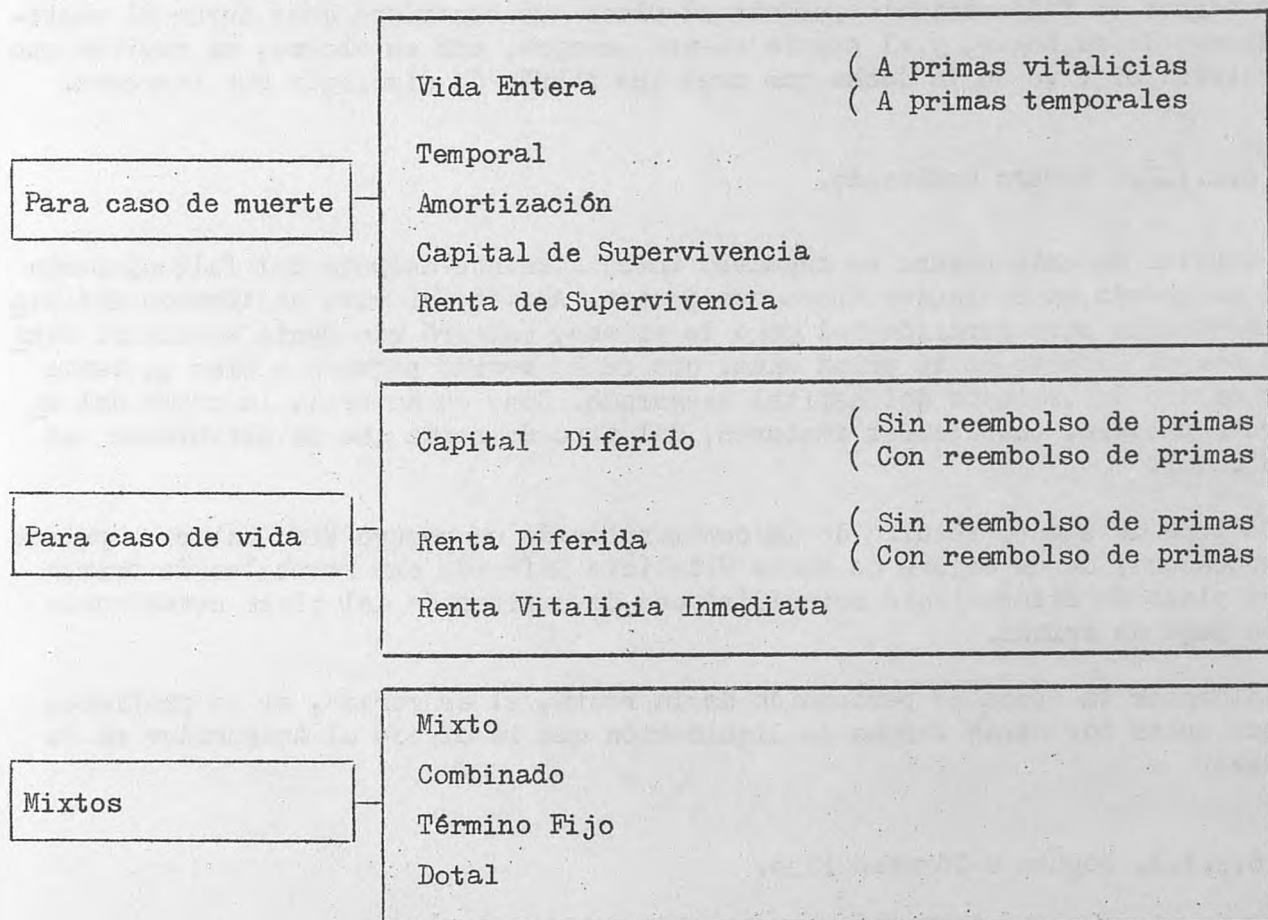 Para caso de muerte
Vida Entera
( A primas vitalicias
( A primas temporales
Temporal
Amortización
Capital de Supervivencia
Renta de Supervivencia
Para caso de vida
Capital Diferido
( Sin reembolso de primas
( Con reembolso de primas
Renta Diferida
( Sin reembolso de primas
( Con reembolso de primas
Renta Vitalicia Inmediata
Mixtos
Mixto
Combinado
Término Fijo
Dotal